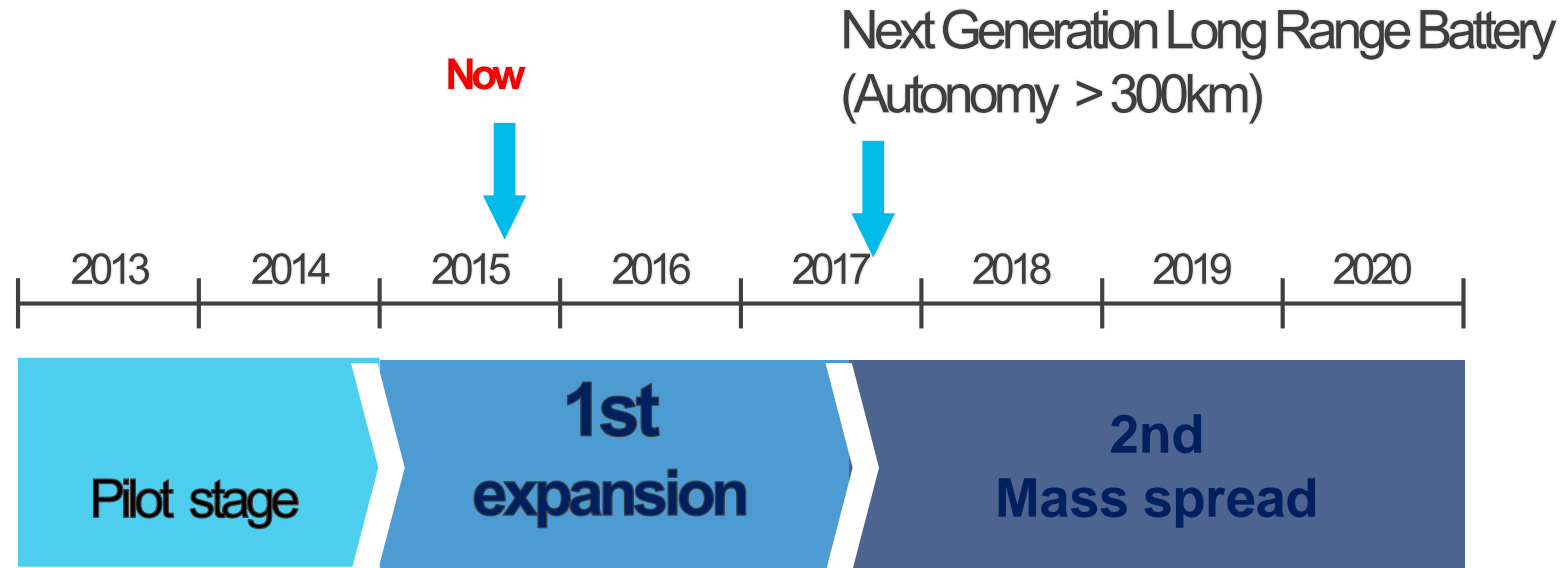 Next Generation Long Range Battery
(Autonomy > 300km)
Now
2013 2014 2015 2016 2017 2018 2019 2020
Pilot stage
1st
expansion
2nd
Mass spread